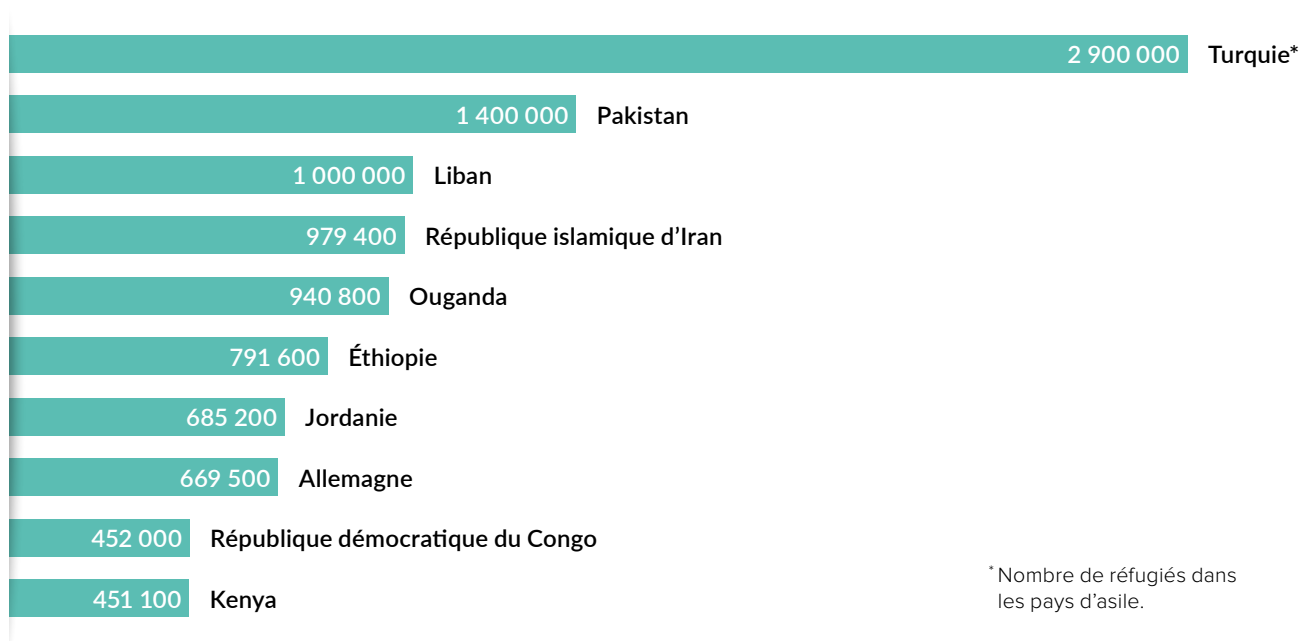 2 900 000 Turquie*
1 400 000 Pakistan
1 000 000 Liban
979 400 République islamique d’Iran
940 800 Ouganda
791 600 Éthiopie
685 200 Jordanie
669 500 Allemagne
452 000 République démocratique du Congo
451 100 Kenya
*Nombre de réfugiés dans
les pays d’asile.